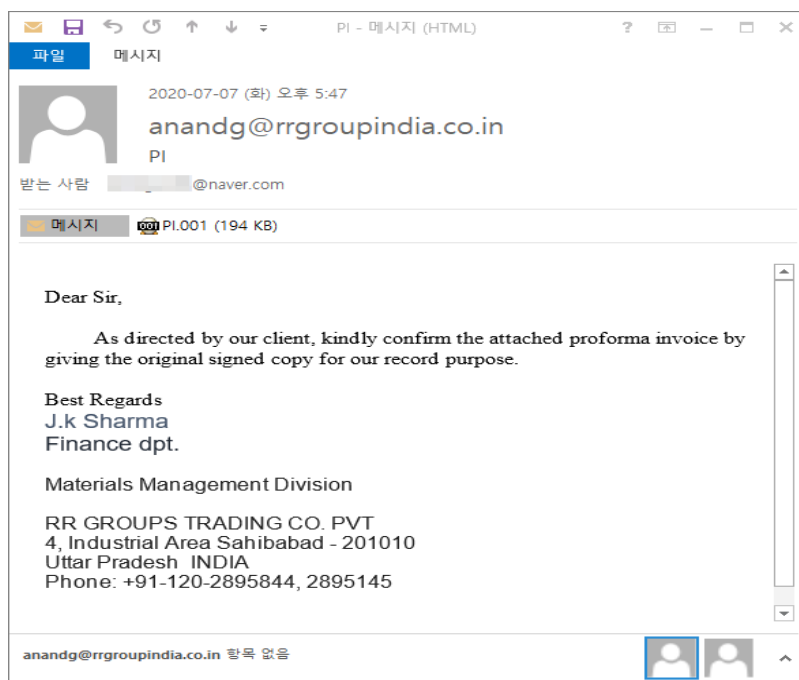 PI - 메시지 (HTML)
파일 메시지
2020-07-07 (화) 오후 5:47
anandg@rrgroupindia.co.in
PI
받는 사람 @naver.com
메시지 PI.001 (194 KB)
Dear Sir,
As directed by our client, kindly confirm the attached proforma invoice by
giving the original signed copy for our record purpose.
Best Regards
J.k Sharma
Finance dpt.
Materials Management Division
RR GROUPS TRADING CO. PVT
4, Industrial Area Sahibabad - 201010
Uttar Pradesh INDIA
Phone: +91-120-2895844, 2895145
anandg@rrgroupindia.co.in 항목 없음